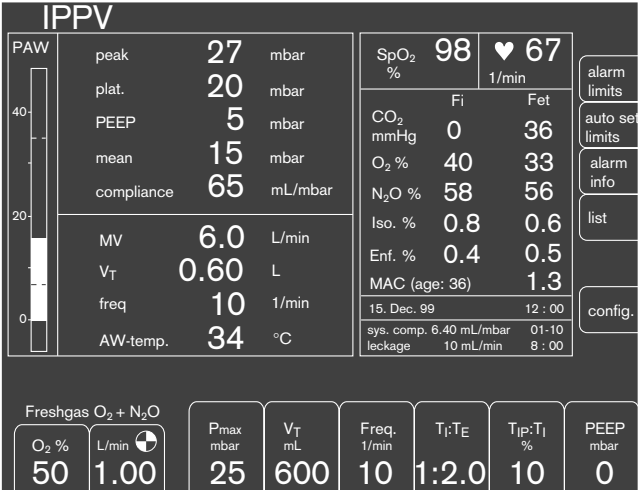 IPPV
PAW
40
20
0
peak 27 mbar
plat. 20 mbar
PEEP 5 mbar
mean 15 mbar
compliance 65 mL/mbar
MV 6.0 L/min
VT 0.60 L
freq 10 1/min
AW-temp. 34 °C
SpO2 % 98 ♥ 67 1/min
Fi Fet
CO2 mmHg 0 36
O2 % 40 33
N2O % 58 56
Iso. % 0.8 0.6
Enf. % 0.4 0.5
MAC (age: 36) 1.3
15. Dec. 99 12 : 00
sys. comp. 6.40 mL/mbar 01-10
leckage 10 mL/min 8 : 00
alarm
limits
auto set
limits
alarm
info
list
config.
Freshgas O2 + N2O
O2 % L/min
50 1.00
Pmax VT Freq. TI:TE TIP:TI PEEP
mbar mL 1/min % mbar
25 600 10 1:2.0 10 0